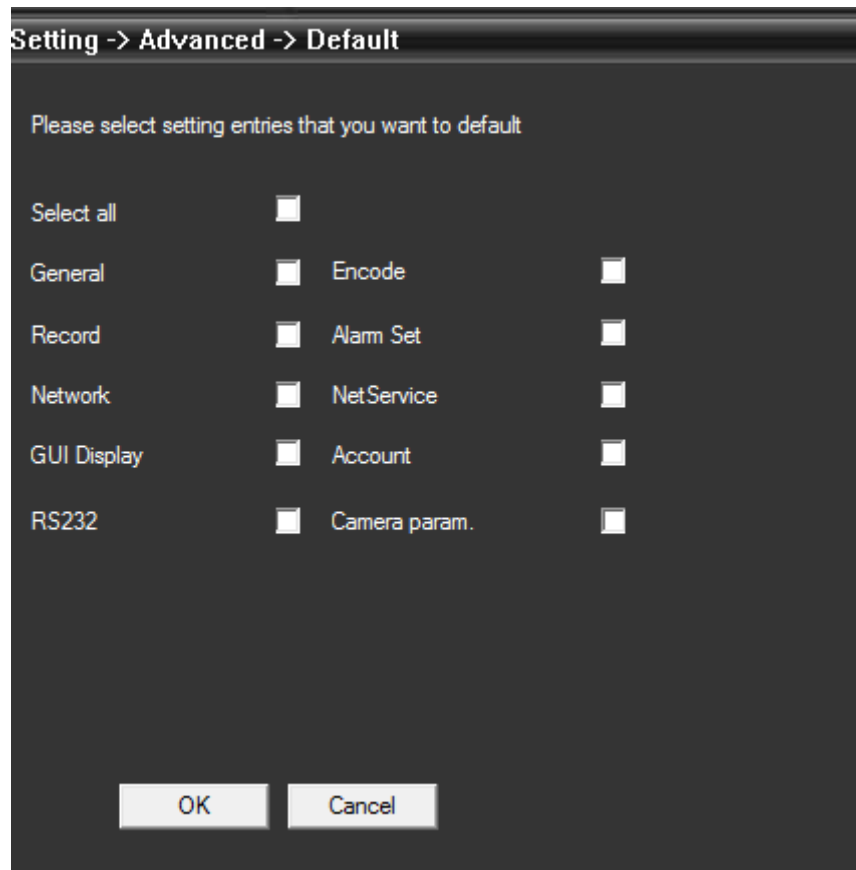 Setting -> Advanced -> Default
Please select setting entries that you want to default
Select all
General Encode
Record Alarm Set
Network NetService
GUI Display Account
RS232 Camera param.
OK Cancel